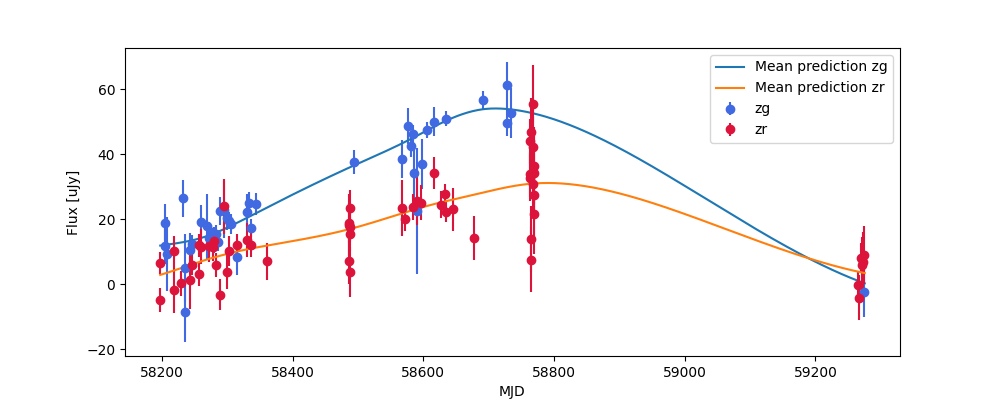 Mean prediction zg
Mean prediction zr
zg
zr
60
40
20
0
−20
Flux [uJy]
58200 58400 58600 58800 59000 59200
MJD